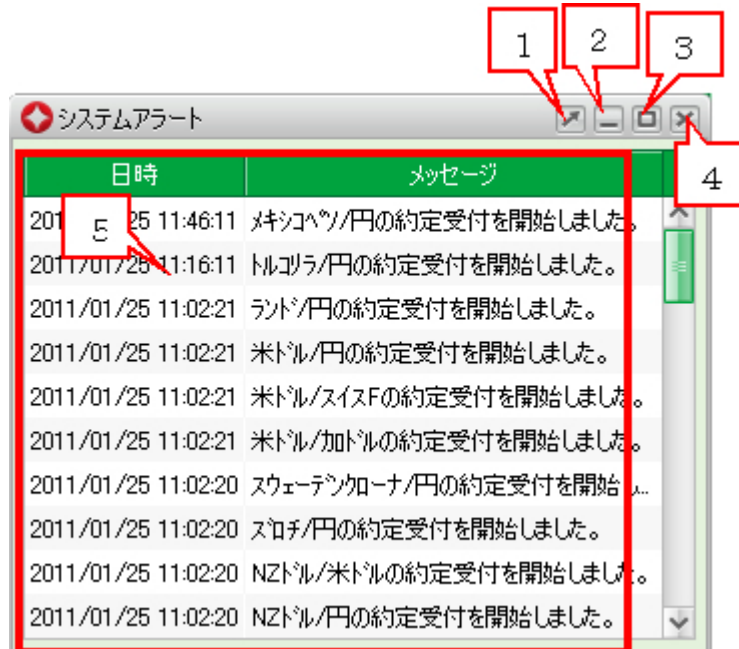 1
2
3
システムアラート
4
日時 メッセージ
5
11:46:11 メキシコペソ/円の約定受付を開始しました。
2011/01/25 11:16:11 トルコリラ/円の約定受付を開始しました。
2011/01/25 11:02:21 ランド/円の約定受付を開始しました。
2011/01/25 11:02:21 米ドル/円の約定受付を開始しました。
2011/01/25 11:02:21 米ドル/スイスFの約定受付を開始しました。
2011/01/25 11:02:21 米ドル/加ドルの約定受付を開始しました。
2011/01/25 11:02:20 スウェーデンクローナ/円の約定受付を開始し...
2011/01/25 11:02:20 ズロチ/円の約定受付を開始しました。
2011/01/25 11:02:20 NZドル/米ドルの約定受付を開始しました。
2011/01/25 11:02:20 NZドル/円の約定受付を開始しました。